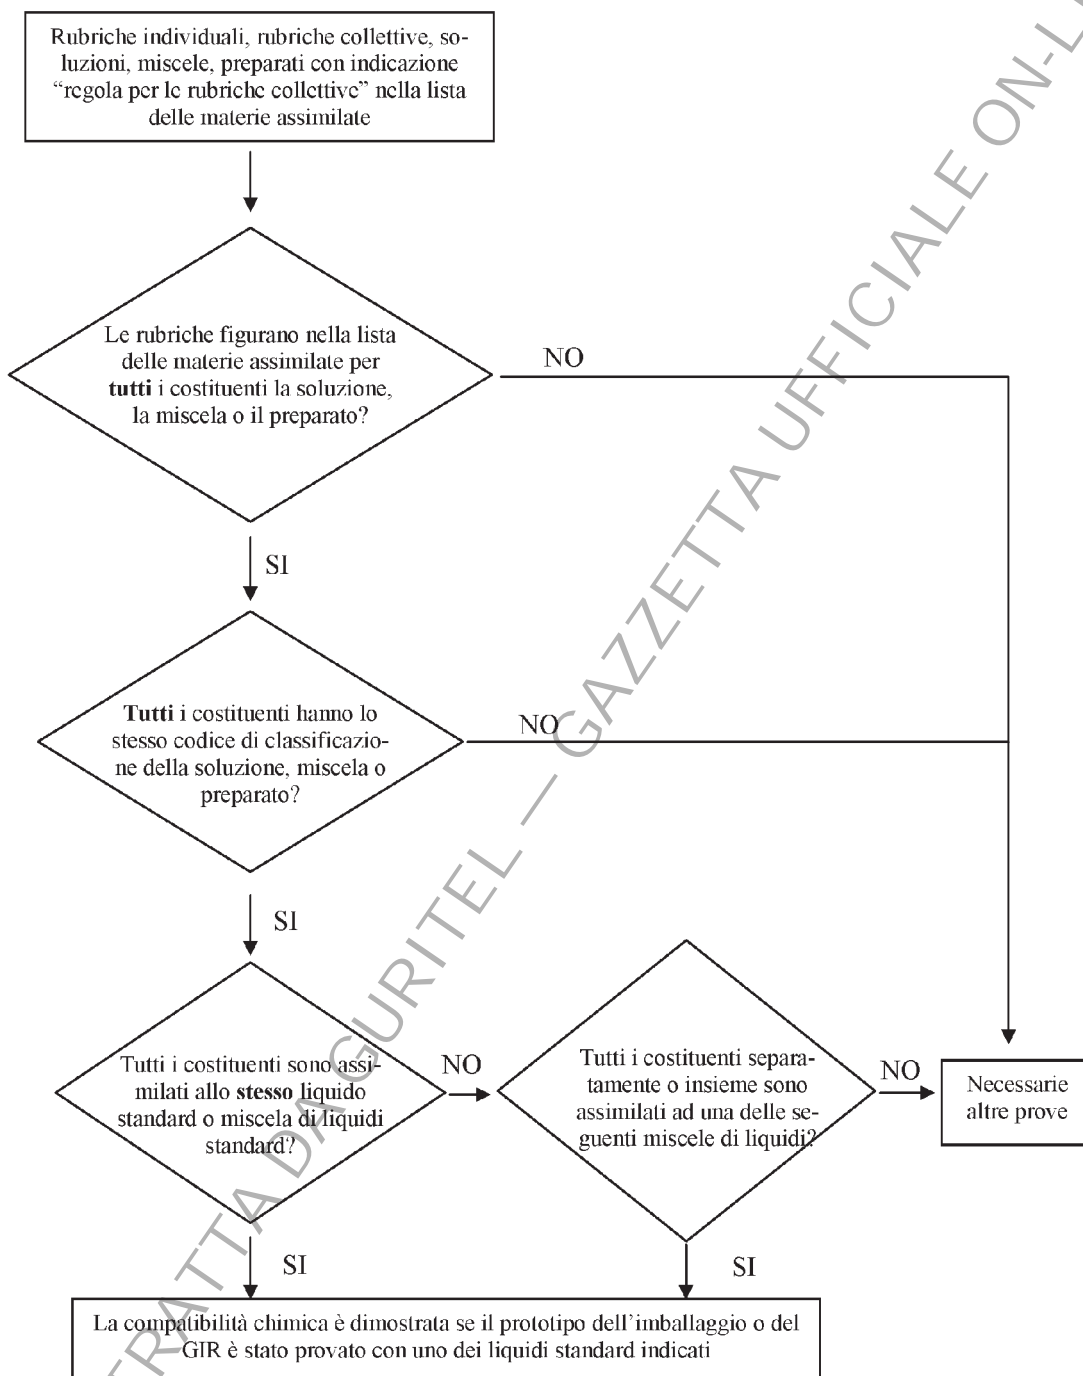 Rubriche individuali, rubriche collettive, so-
luzioni, miscele, preparati con indicazione
“regola per le rubriche collettive” nella lista
delle materie assimilate
Le rubriche figurano nella lista
delle materie assimilate per
tutti i costituenti la soluzione,
la miscela o il preparato?
NO
SI
Tutti i costituenti hanno lo
stesso codice di classificazio-
ne della soluzione, miscela o
preparato?
NO
SI
Tutti i costituenti sono assi-
milati allo stesso liquido
standard o miscela di liquidi
standard?
NO
Tutti i costituenti separa-
tamente o insieme sono
assimilati ad una delle se-
guenti miscele di liquidi?
NO
Necessarie
altre prove
SI
SI
La compatibilità chimica è dimostrata se il prototipo dell’imballaggio o del
GIR è stato provato con uno dei liquidi standard indicati
TRATTA DA GURITEL — GAZZETTA UFFICIALE ON-LI